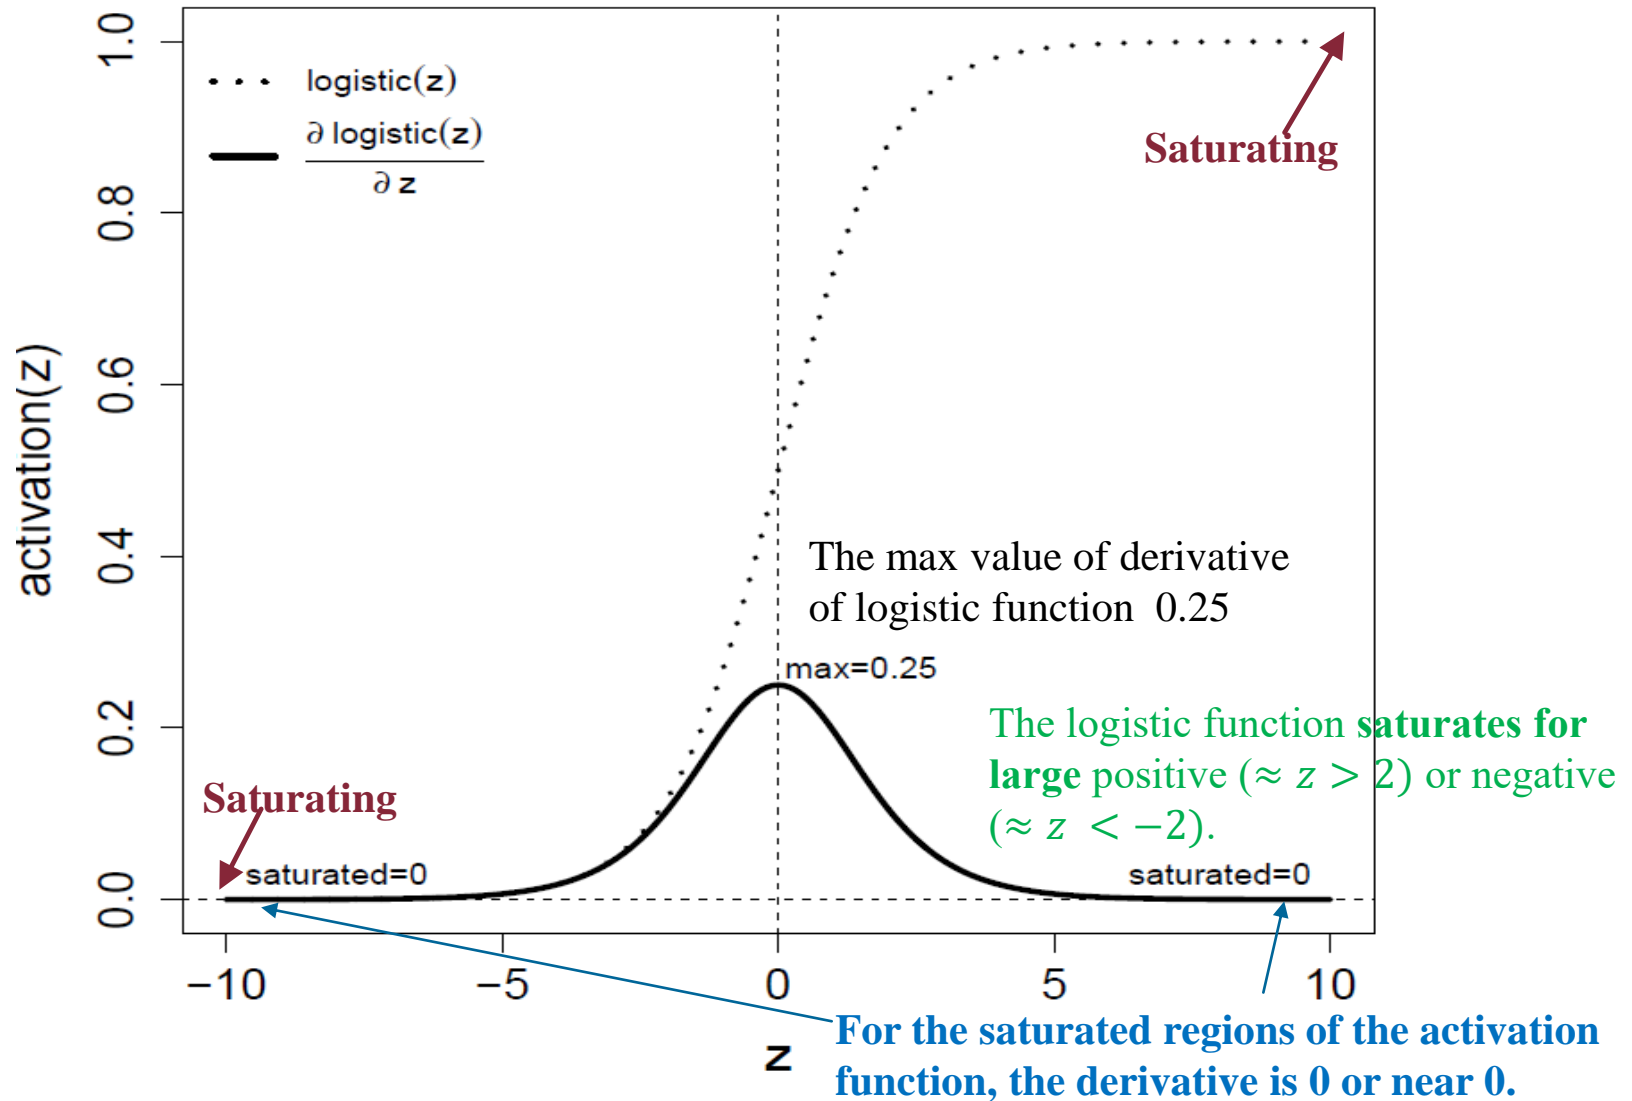 1.0
logistic(z)
∂ logistic(z)
∂ z
Saturating
0.8
activation(z)
0.6
0.4
The max value of derivative
of logistic function  0.25
max=0.25
0.2
The logistic function saturates for
large positive (≈ z > 2) or negative
(≈ z < −2).
Saturating
saturated=0
saturated=0
0.0
−10
−5
0
5
10
z
For the saturated regions of the activation
function, the derivative is 0 or near 0.